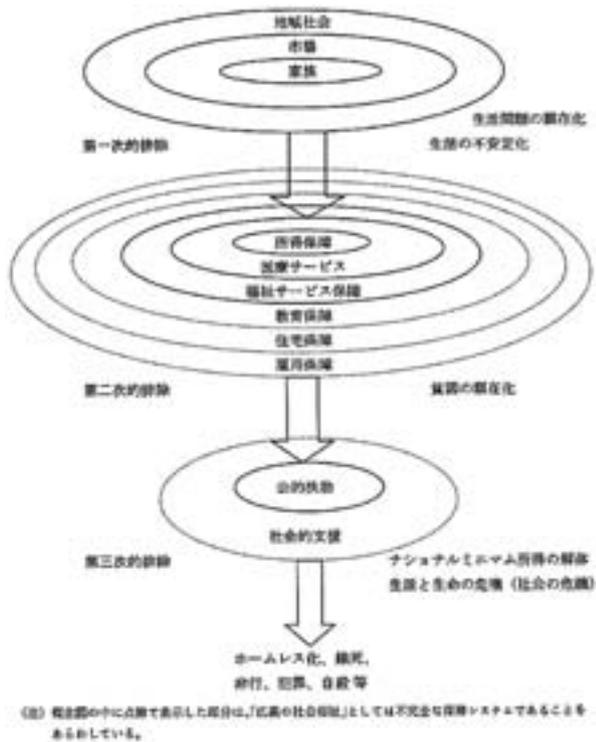 地域社会
市場
家族
生活問題の顕在化
第一次的排除
生活の不安定化
所得保障
医療サービス
福祉サービス保障
教育保障
住宅保障
雇用保障
第二次的排除
貧困の顕在化
公的扶助
社会的支援
第三次的排除
ナショナルミニマム所得の解体
生活と生命の危機（社会の危機）
ホームレス化、餓死、
非行、犯罪、自殺等
（注）概念図の中に点線で表示した部分は、「広義の社会福祉」としては不完全な保障システムであることを
あらわしている。